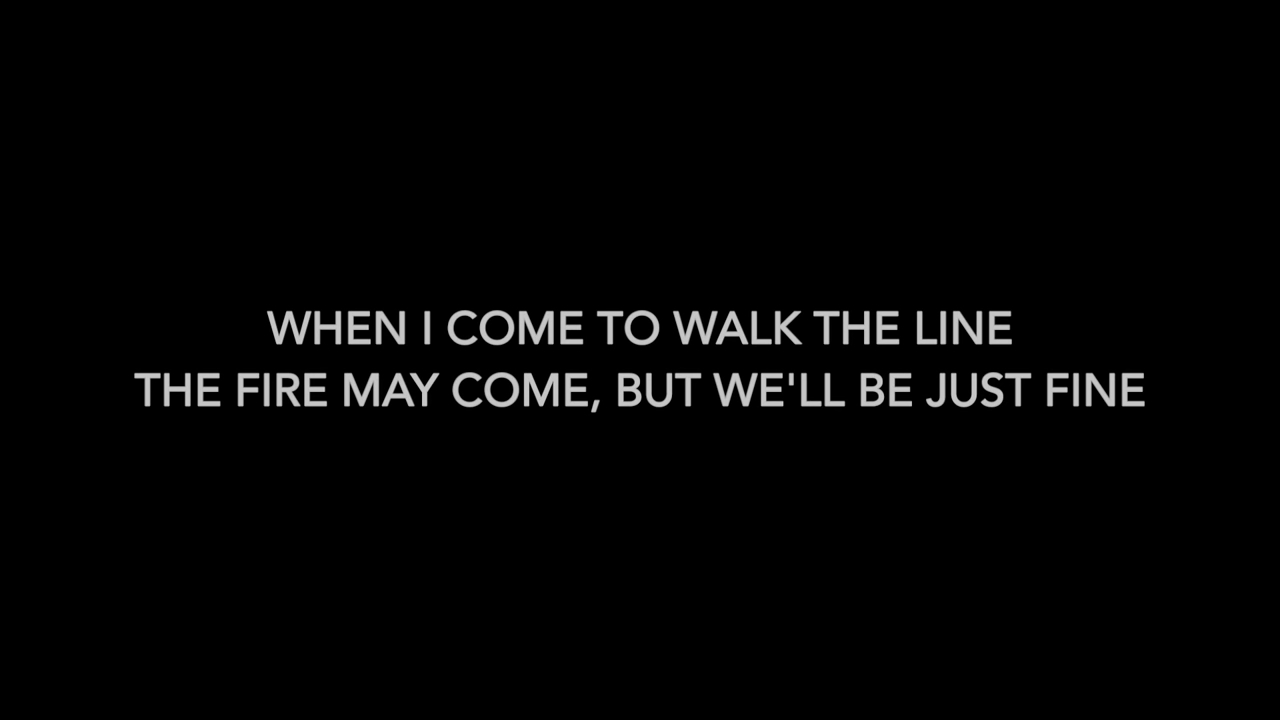 WHEN I COME TO WALK THE LINE
THE FIRE MAY COME, BUT WE'LL BE JUST FINE